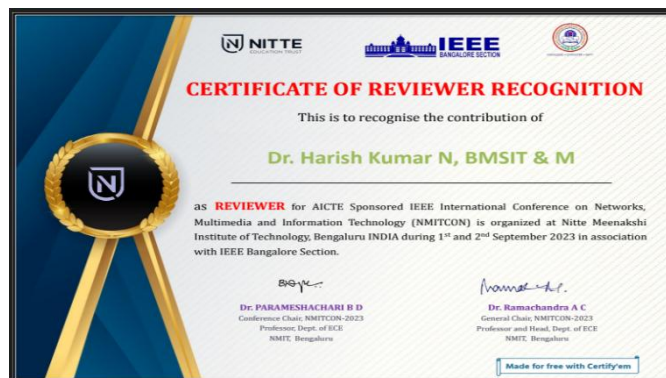 NITTE
EDUCATION TRUST
IEEE
BANGALORE SECTION
CERTIFICATE OF REVIEWER RECOGNITION
This is to recognise the contribution of
Dr. Harish Kumar N, BMSIT & M
as REVIEWER for AICTE Sponsored IEEE International Conference on Networks,
Multimedia and Information Technology (NMITCON) is organized at Nitte Meenakshi
Institute of Technology, Bengaluru INDIA during 1st and 2nd September 2023 in association
with IEEE Bangalore Section.
Dr. PARAMESHACHARI B D
Conference Chair, NMITCON-2023
Professor, Dept. of ECE
NMIT, Bengaluru
Dr. Ramachandra A C
General Chair, NMITCON-2023
Professor and Head, Dept. of ECE
NMIT, Bengaluru
Made for free with Certify'em